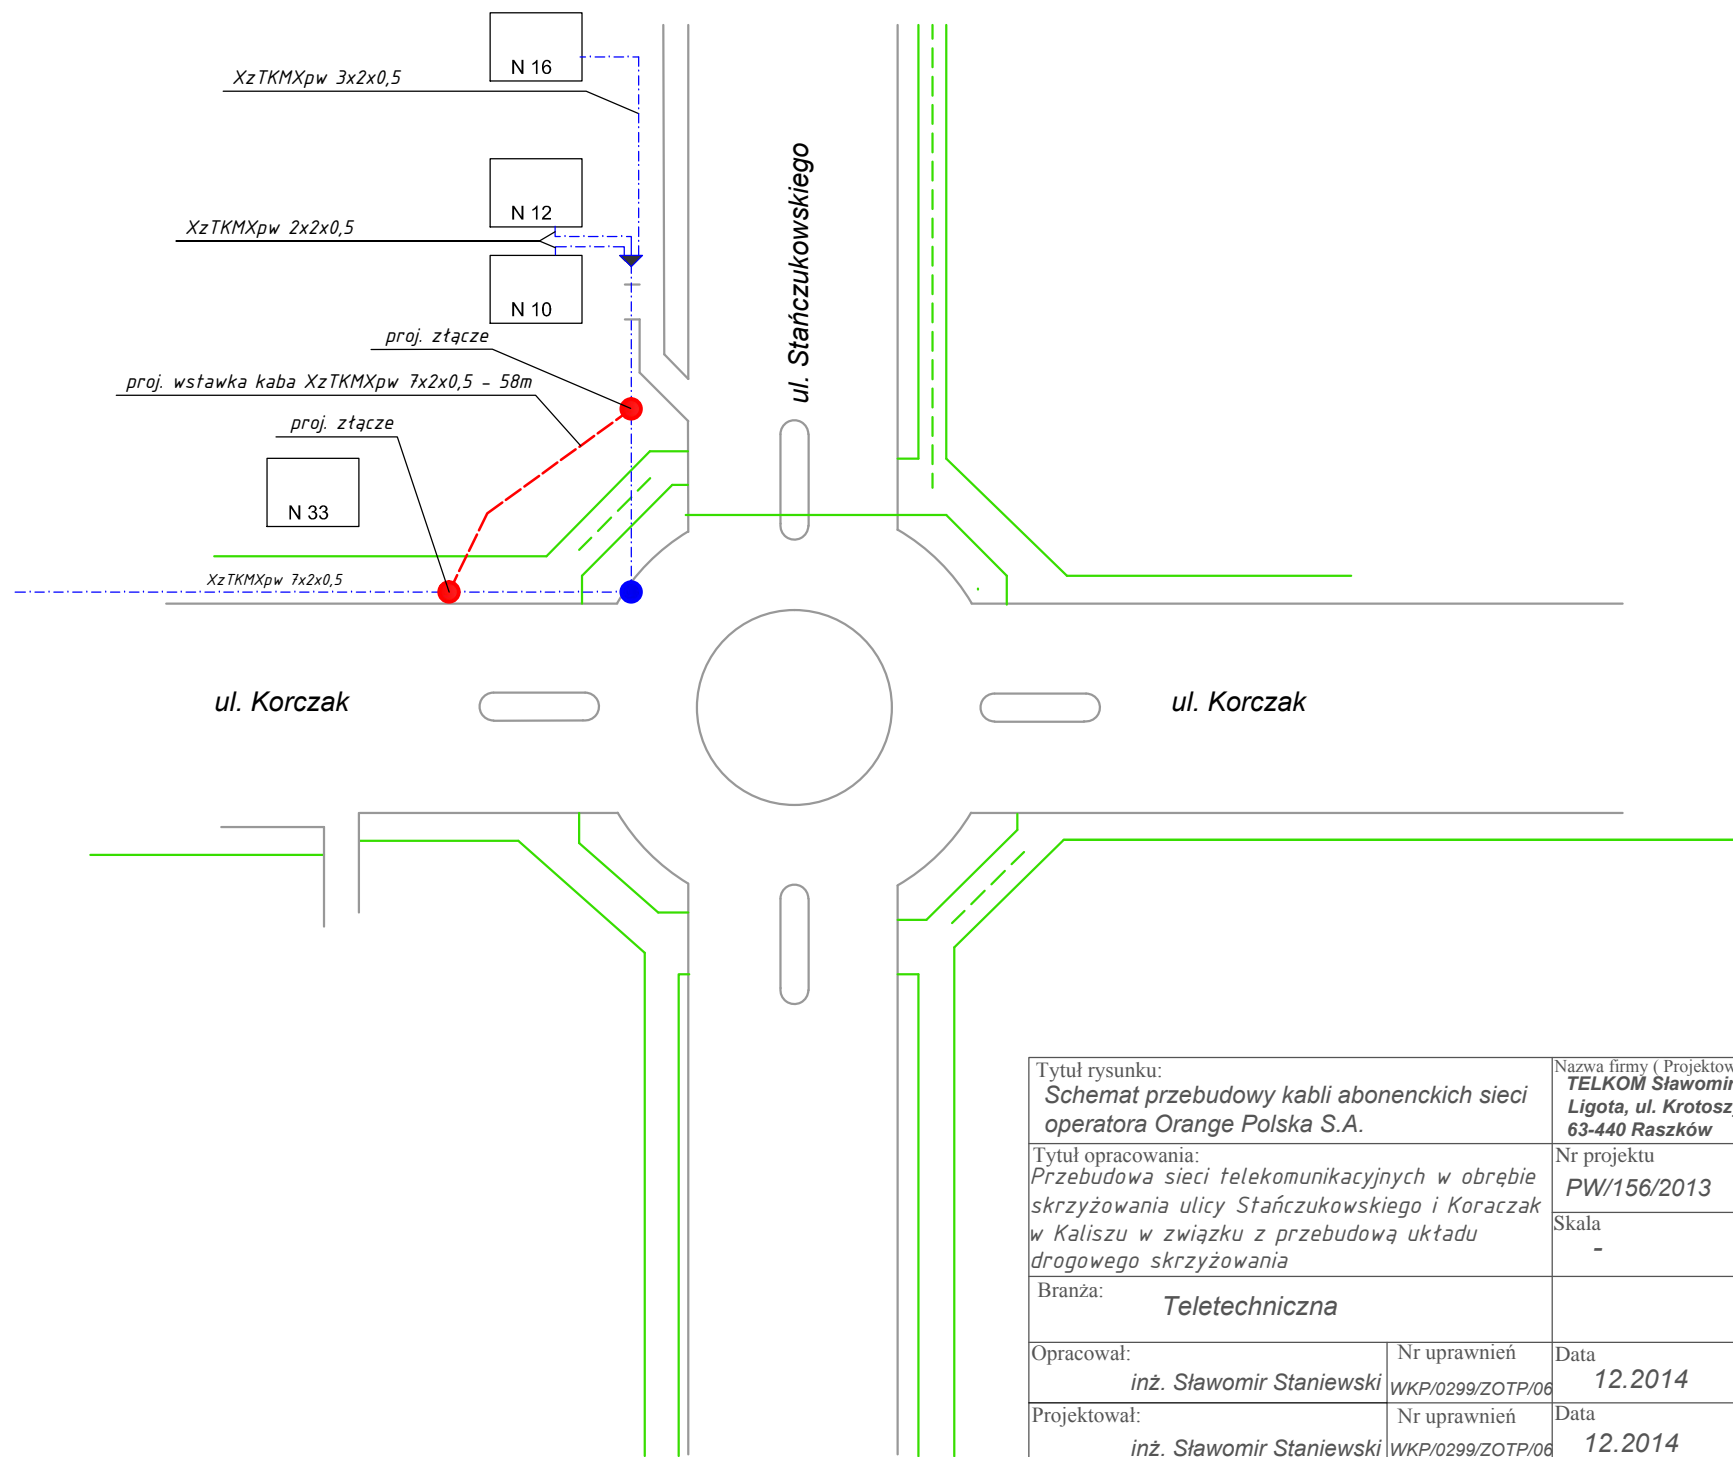 N 16
XzTKMXpw 3x2x0,5
N 12
XzTKMXpw 2x2x0,5
N 10
proj. złącze
proj. wstawka kaba XzTKMXpw 7x2x0,5 - 58m
proj. złącze
N 33
XzTKMXpw 7x2x0,5
ul. Stańczukowskiego
ul. Korczak
ul. Korczak
Tytuł rysunku:
Schemat przebudowy kabli abonenckich sieci
operatora Orange Polska S.A.
Nazwa firmy ( Projektow
TELKOM Sławomir
Ligota, ul. Krotosz
63-440 Raszków
Tytuł opracowania:
Przebudowa sieci telekomunikacyjnych w obrębie
skrzyżowania ulicy Stańczukowskiego i Koraczak
w Kaliszu w związku z przebudową układu
drogowego skrzyżowania
Nr projektu
PW/156/2013
Skala
-
Branża:
Teletechniczna
Opracował:
inż. Sławomir Staniewski
Nr uprawnień
WKP/0299/ZOTP/06
Data
12.2014
Projektował:
inż. Sławomir Staniewski
Nr uprawnień
WKP/0299/ZOTP/06
Data
12.2014